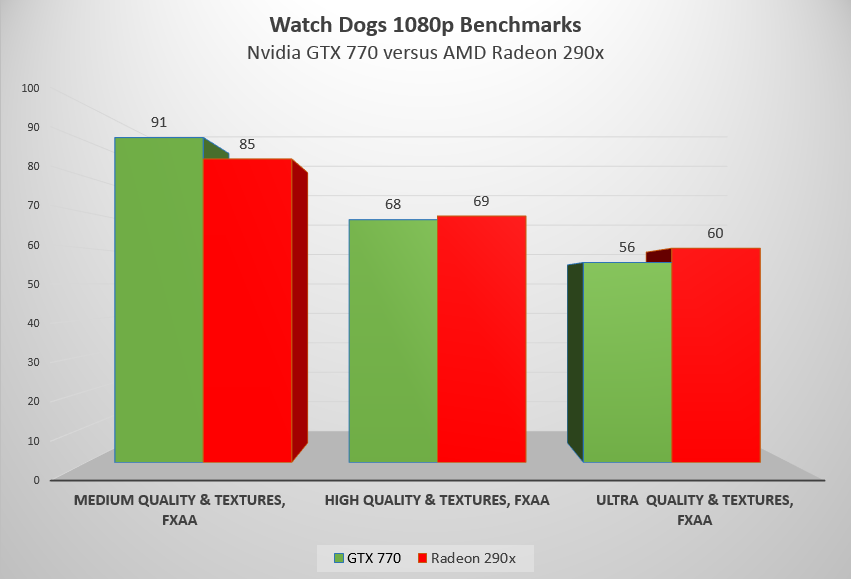 Watch Dogs 1080p Benchmarks
Nvidia GTX 770 versus AMD Radeon 290x
100
90
80
70
60
50
40
30
20
10
0
91
85
68
69
56
60
MEDIUM QUALITY & TEXTURES,
FXAA
HIGH QUALITY & TEXTURES, FXAA
ULTRA  QUALITY & TEXTURES,
FXAA
GTX 770
Radeon 290x